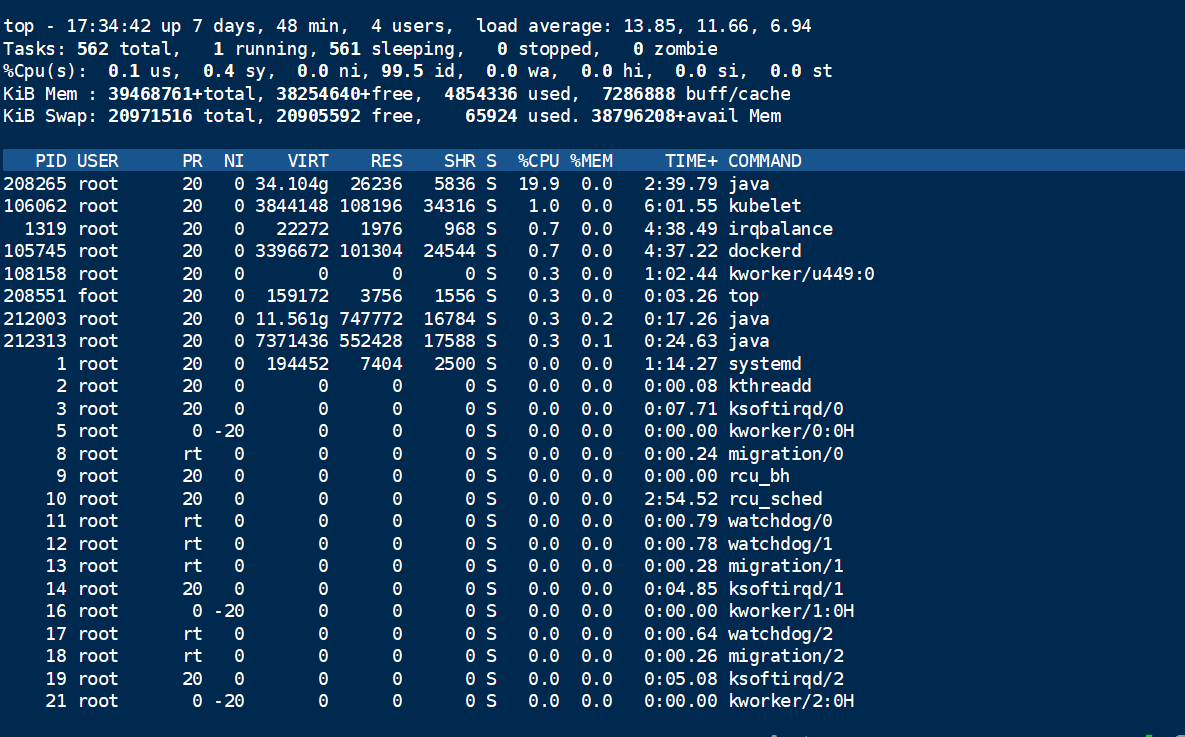 top - 17:34:42 up 7 days, 48 min,  4 users,  load average: 13.85, 11.66, 6.94
Tasks: 562 total,   1 running, 561 sleeping,   0 stopped,   0 zombie
%Cpu(s):  0.1 us,  0.4 sy,  0.0 ni, 99.5 id,  0.0 wa,  0.0 hi,  0.0 si,  0.0 st
KiB Mem : 39468761+total, 38254640+free,  4854336 used,  7286888 buff/cache
KiB Swap: 20971516 total, 20905592 free,    65924 used. 38796208+avail Mem
PID USER      PR  NI    VIRT    RES    SHR S  %CPU %MEM     TIME+ COMMAND
208265 root      20   0 34.104g  26236   5836 S  19.9  0.0   2:39.79 java
106062 root      20   0 3844148 108196  34316 S   1.0  0.0   6:01.55 kubelet
1319 root      20   0   22272   1976    968 S   0.7  0.0   4:38.49 irqbalance
105745 root      20   0 3396672 101304  24544 S   0.7  0.0   4:37.22 dockerd
108158 root      20   0       0      0      0 S   0.3  0.0   1:02.44 kworker/u449:0
208551 foot      20   0  159172   3756   1556 S   0.3  0.0   0:03.26 top
212003 root      20   0 11.561g 747772  16784 S   0.3  0.2   0:17.26 java
212313 root      20   0 7371436 552428  17588 S   0.3  0.1   0:24.63 java
1 root      20   0  194452   7404   2500 S   0.0  0.0   1:14.27 systemd
2 root      20   0       0      0      0 S   0.0  0.0   0:00.08 kthreadd
3 root      20   0       0      0      0 S   0.0  0.0   0:07.71 ksoftirqd/0
5 root       0 -20       0      0      0 S   0.0  0.0   0:00.00 kworker/0:0H
8 root      rt   0       0      0      0 S   0.0  0.0   0:00.24 migration/0
9 root      20   0       0      0      0 S   0.0  0.0   0:00.00 rcu_bh
10 root      20   0       0      0      0 S   0.0  0.0   2:54.52 rcu_sched
11 root      rt   0       0      0      0 S   0.0  0.0   0:00.79 watchdog/0
12 root      rt   0       0      0      0 S   0.0  0.0   0:00.78 watchdog/1
13 root      rt   0       0      0      0 S   0.0  0.0   0:00.28 migration/1
14 root      20   0       0      0      0 S   0.0  0.0   0:04.85 ksoftirqd/1
16 root       0 -20       0      0      0 S   0.0  0.0   0:00.00 kworker/1:0H
17 root      rt   0       0      0      0 S   0.0  0.0   0:00.64 watchdog/2
18 root      rt   0       0      0      0 S   0.0  0.0   0:00.26 migration/2
19 root      20   0       0      0      0 S   0.0  0.0   0:05.08 ksoftirqd/2
21 root       0 -20       0      0      0 S   0.0  0.0   0:00.00 kworker/2:0H